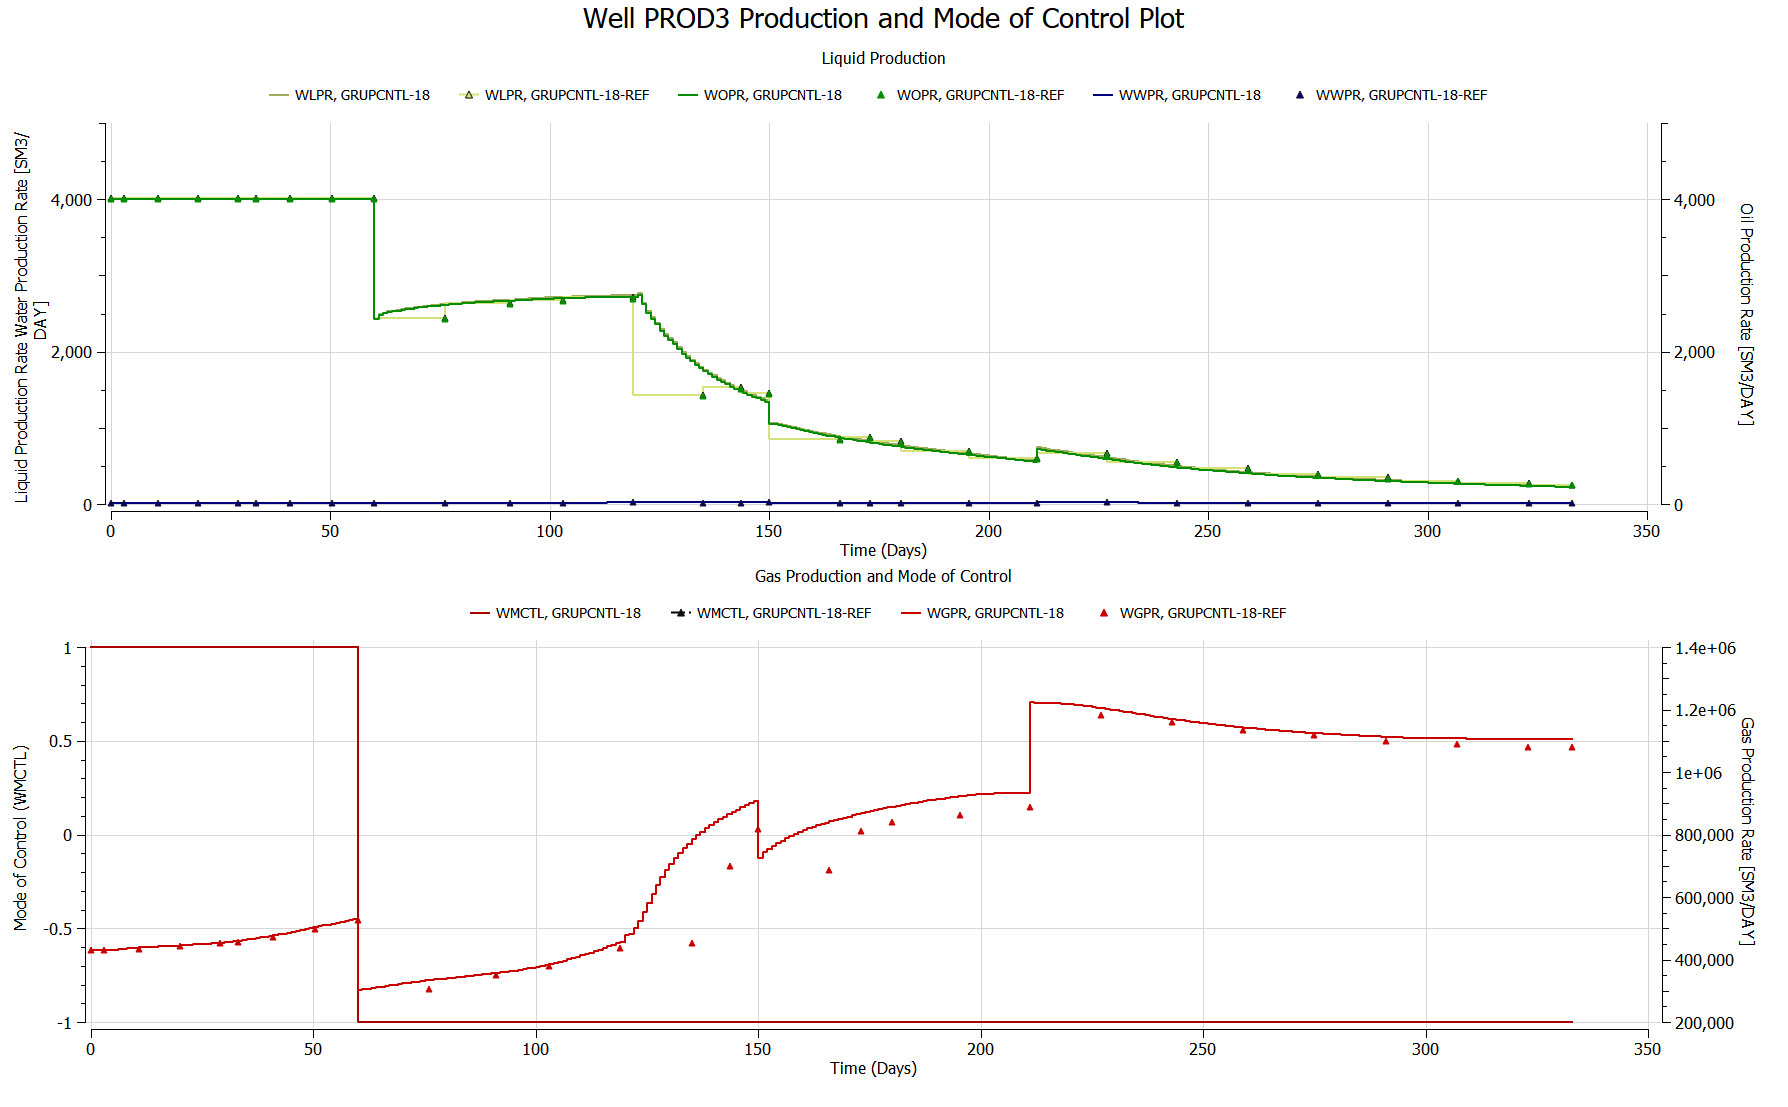 Well PROD3 Production and Mode of Control Plot
Liquid Production
WLPR, GRUPCNTL-18 WLPR, GRUPCNTL-18-REF WOPR, GRUPCNTL-18 WOPR, GRUPCNTL-18-REF WWPR, GRUPCNTL-18 WWPR, GRUPCNTL-18-REF
Liquid Production Rate Water Production Rate [SM3/
DAY]
4,000
2,000
0
4,000
2,000
0
Oil Production Rate [SM3/DAY]
0 50 100 150 200 250 300 350
Time (Days)
Gas Production and Mode of Control
WMCTL, GRUPCNTL-18 WMCTL, GRUPCNTL-18-REF WGPR, GRUPCNTL-18 WGPR, GRUPCNTL-18-REF
Mode of Control (WMCTL)
1
0.5
0
-0.5
-1
1.4e+06
1.2e+06
1e+06
800,000
600,000
400,000
200,000
Gas Production Rate [SM3/DAY]
0 50 100 150 200 250 300 350
Time (Days)